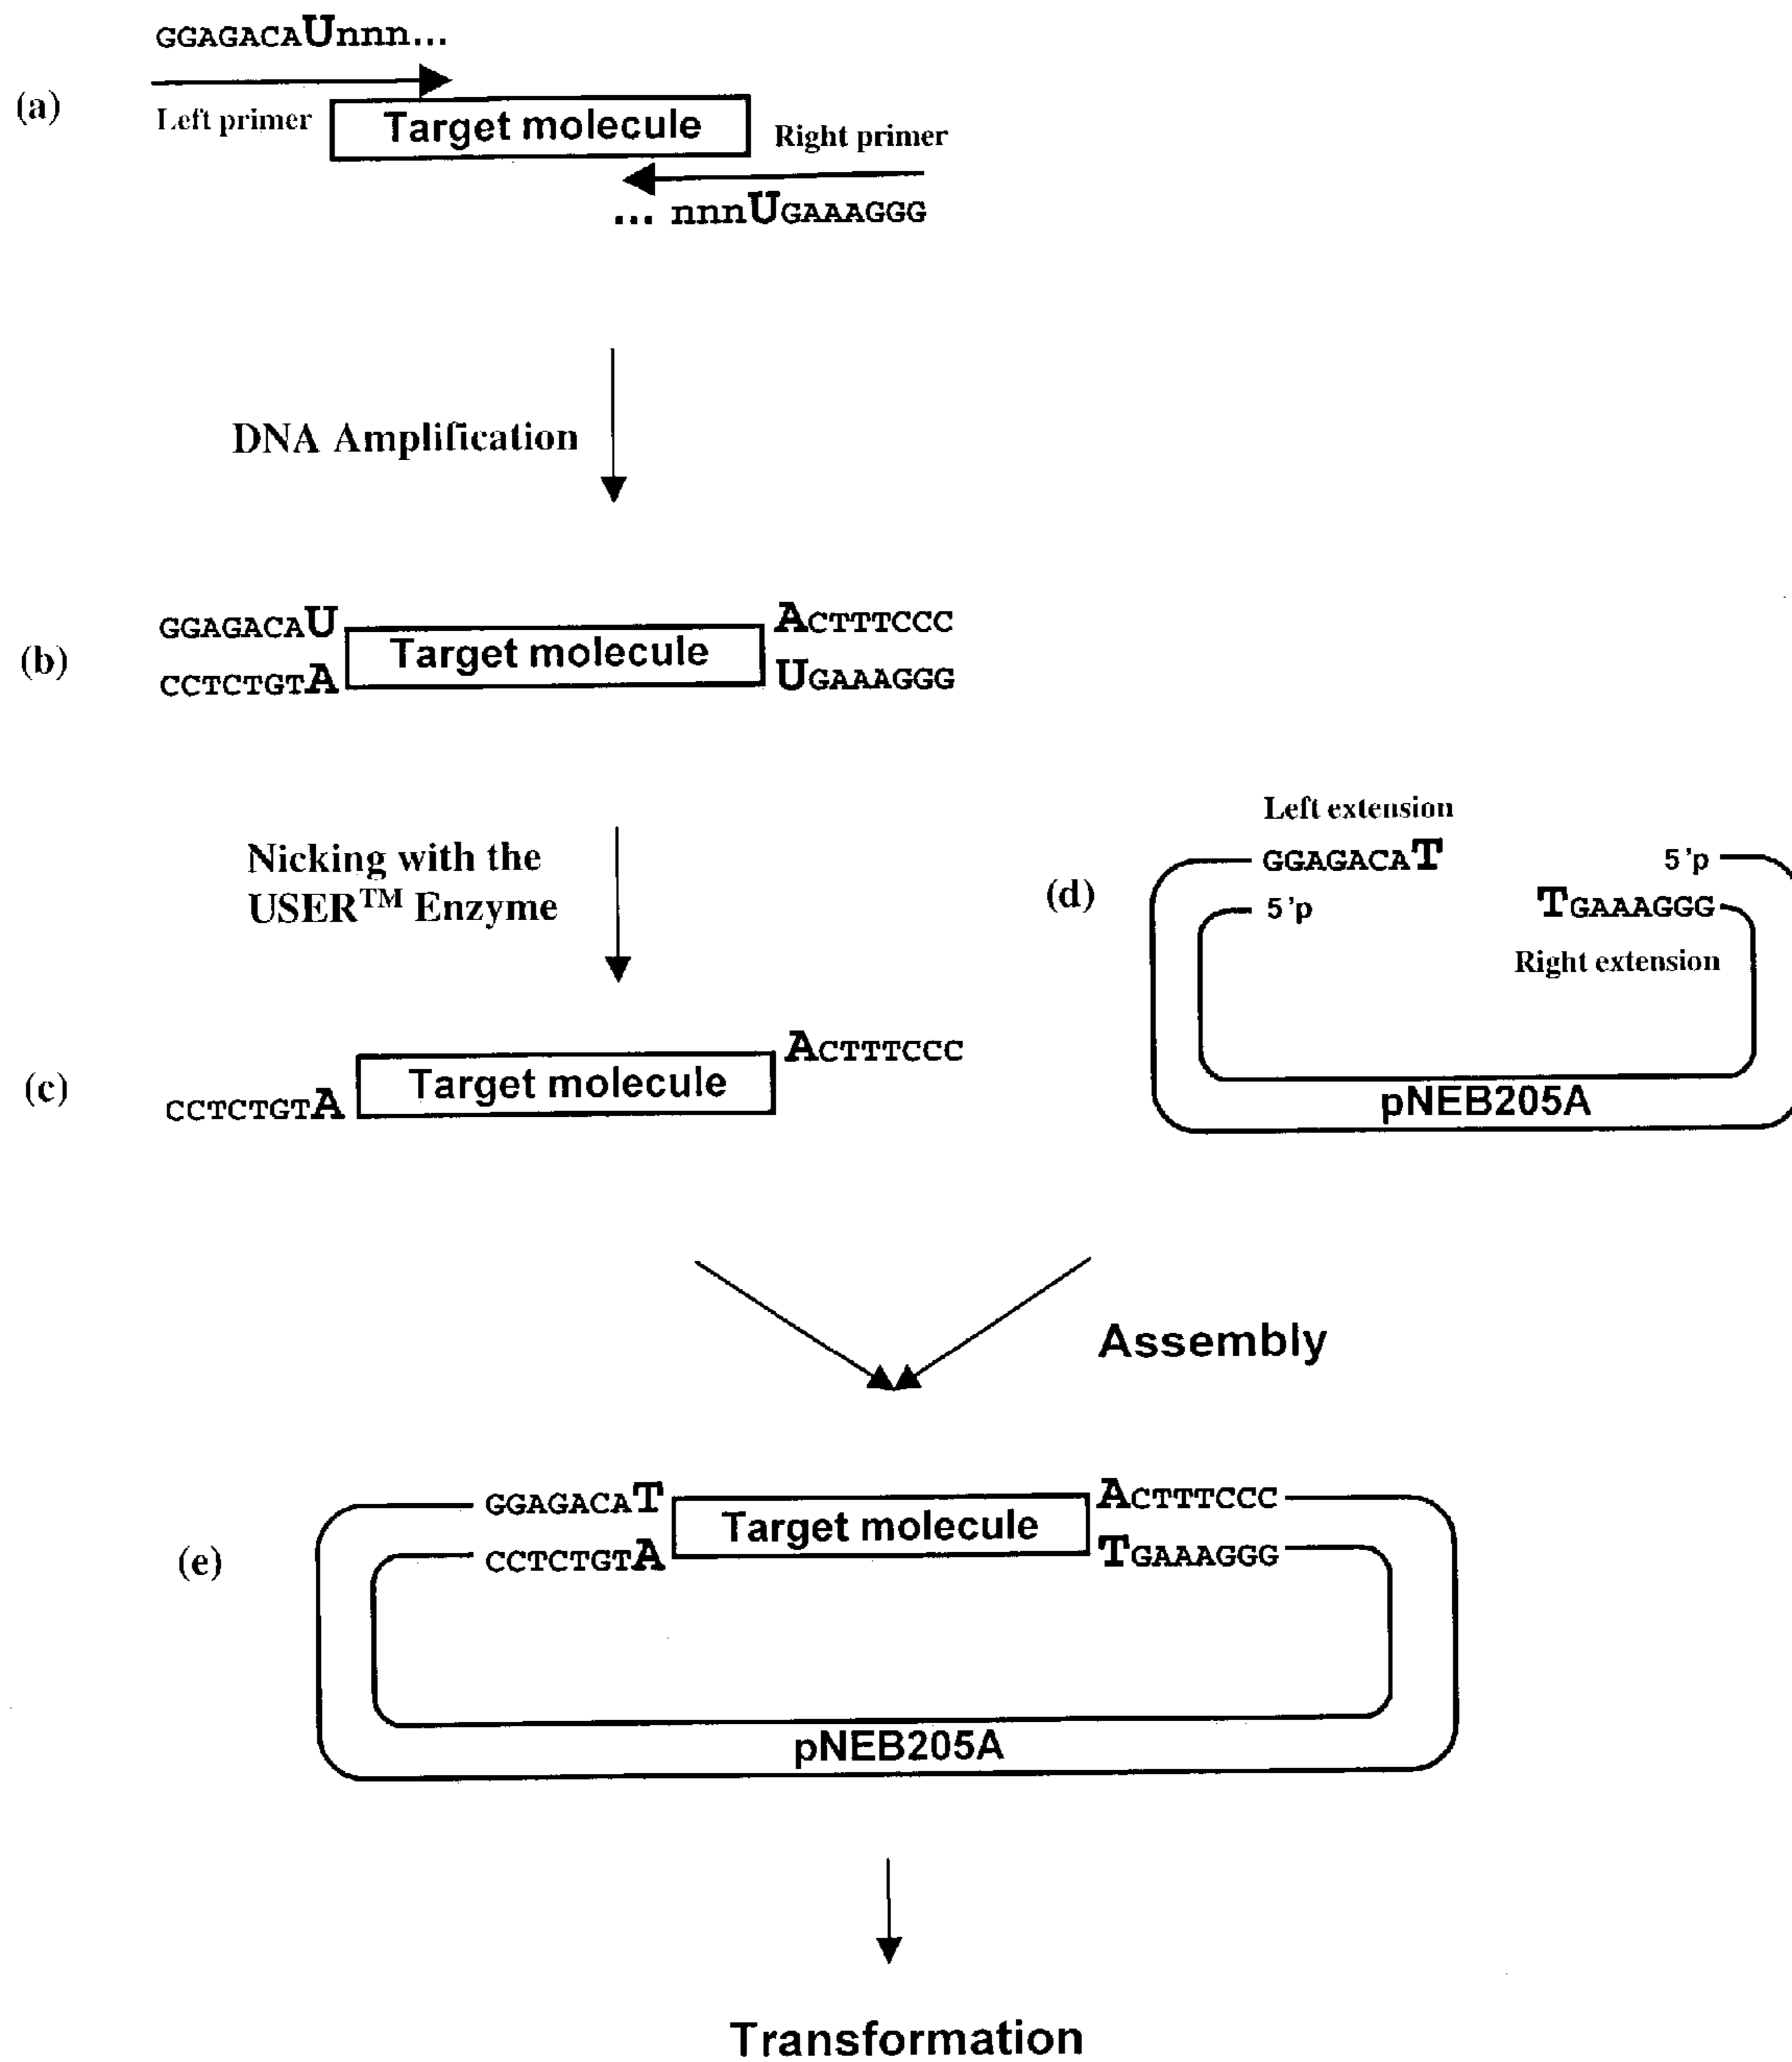 GGAGACAUnnn...
(a)
Left primer
Target molecule
Right primer
... nnnUGAAAGGG
DNA Amplification
GGAGACAU
ACTTTCCC
(b)
Target molecule
CCTCTGTA
UGAAAGGG
Nicking with the
USER™ Enzyme
Left extension
GGAGACAT
5'p
(d)
5'p
TGAAAGGG
Right extension
pNEB205A
ACTTTCCC
(c)
Target molecule
CCTCTGTA
Assembly
GGAGACAT
ACTTTCCC
(e)
Target molecule
CCTCTGTA
TGAAAGGG
pNEB205A
Transformation